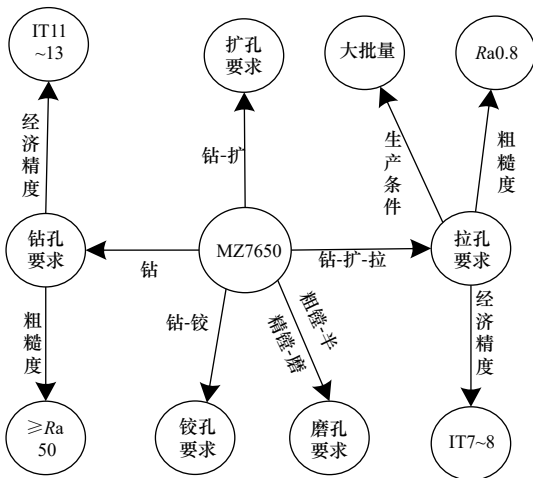 IT11
~13
扩孔
要求
大批量
Ra0.8
经济精度
钻-扩
生产条件
粗糙度
钻孔
要求
钻
MZ7650
钻-扩-拉
拉孔
要求
粗糙度
钻-铰
粗镗-半
精镗-磨
经济精度
≥Ra
50
铰孔
要求
磨孔
要求
IT7~8